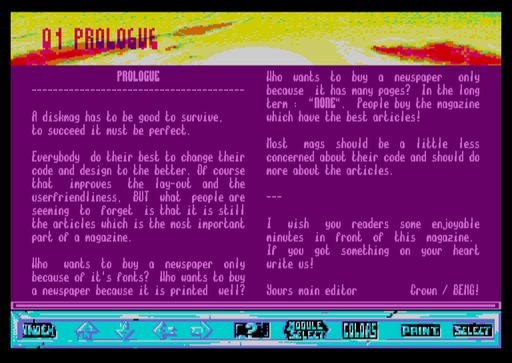 01 PROLOGUE
PROLOGUE
----------------------------------------
A diskmag has to be good to survive,
to succeed it must be perfect.
Everybody do their best to change their
code and design to the better. Of course
that improves the lay-out and the
userfriendliness, BUT what people are
seeming to forget is that it is still
the articles which is the most important
part of a magazine.
Who wants to buy a newspaper only
because of it's fonts? Who wants to buy
a newspaper because it is printed well?
Who wants to buy a newspaper only
because it has many pages? In the long
term : "NONE". People buy the magazine
which have the best articles!
Most mags should be a little less
concerned about their code and should do
more about the articles.
---
I wish you readers some enjoyable
minutes in front of this magazine.
If you got something on your heart
write us!
Yours main editor Crown / BENG!
INDEX ? MODULE SELECT COLORS PRINT SELECT